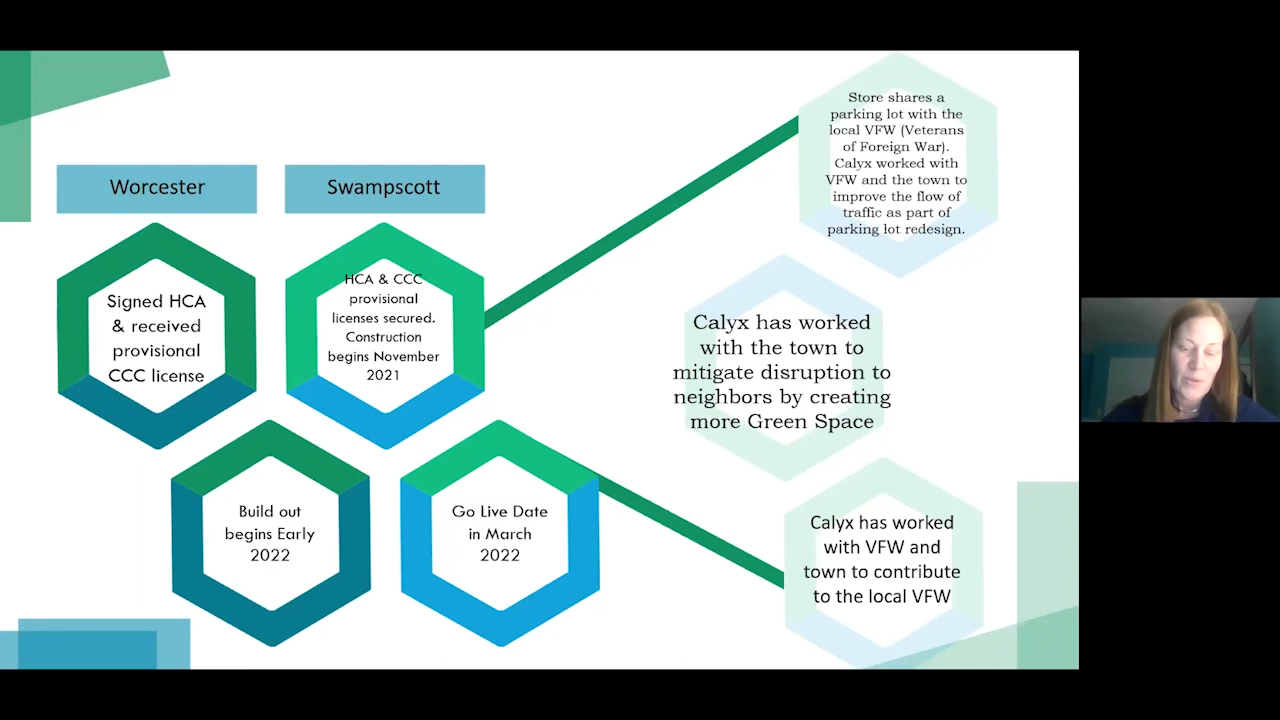 Worcester
Swampscott
Signed HCA
& received
provisional
CCC license
HCA & CCC
provisional
licenses secured.
Construction
begins November
2021
Build out
begins Early
2022
Go Live Date
in March
2022
Store shares a
parking lot with the
local VFW (Veterans
of Foreign War).
Calyx worked with
VFW and the town to
improve the flow of
traffic as part of
parking lot redesign.
Calyx has worked
with the town to
mitigate disruption to
neighbors by creating
more Green Space
Calyx has worked
with VFW and
town to contribute
to the local VFW